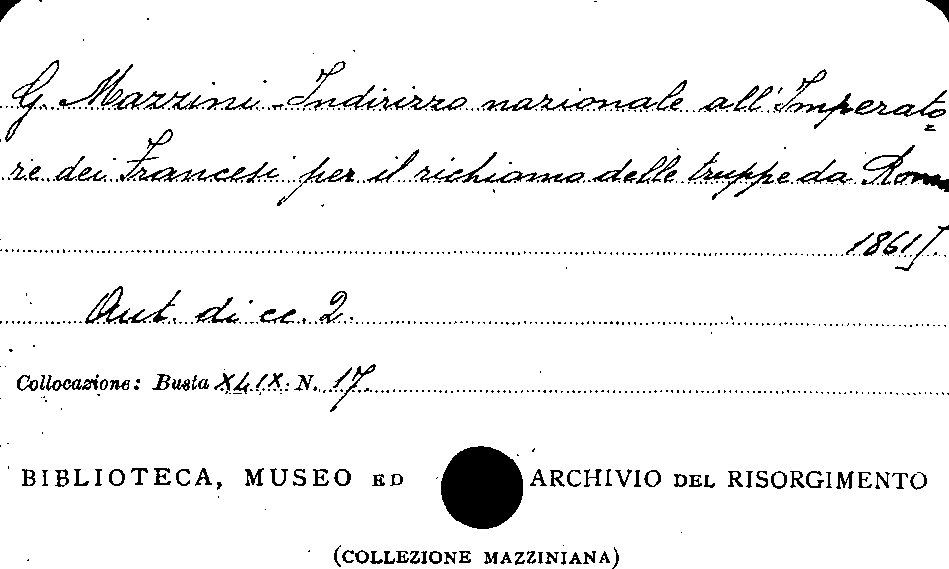 G. Mazzini - Indirizzo nazionale all'Imperato=
re dei Francesi per il richiamo delle truppe da Roma
1861].
Aut. di cc. 2.
Collocazione: Busta XLIX. N. 17.
BIBLIOTECA, MUSEO ED ARCHIVIO DEL RISORGIMENTO
(COLLEZIONE MAZZINIANA)